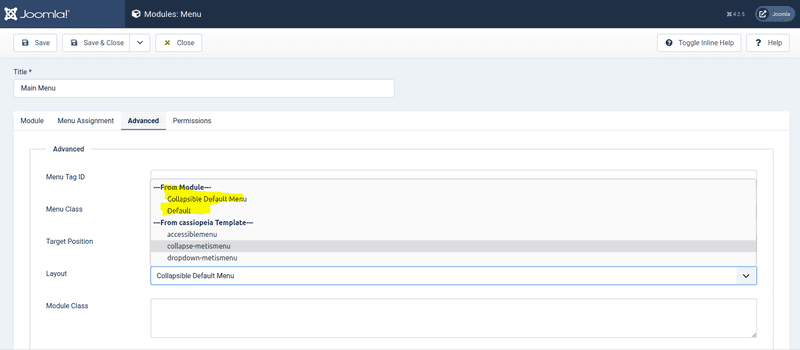 Joomla!
Modules: Menu
4.2.5
Joomla
Save
Save & Close
Close
Toggle Inline Help
Help
Title *
Main Menu
Module
Menu Assignment
Advanced
Permissions
Advanced
Menu Tag ID
---From Module---
Collapsible Default Menu
Menu Class
Default
---From cassiopeia Template---
accessiblemenu
Target Position
collapse-metismenu
dropdown-metismenu
Layout
Collapsible Default Menu
Module Class